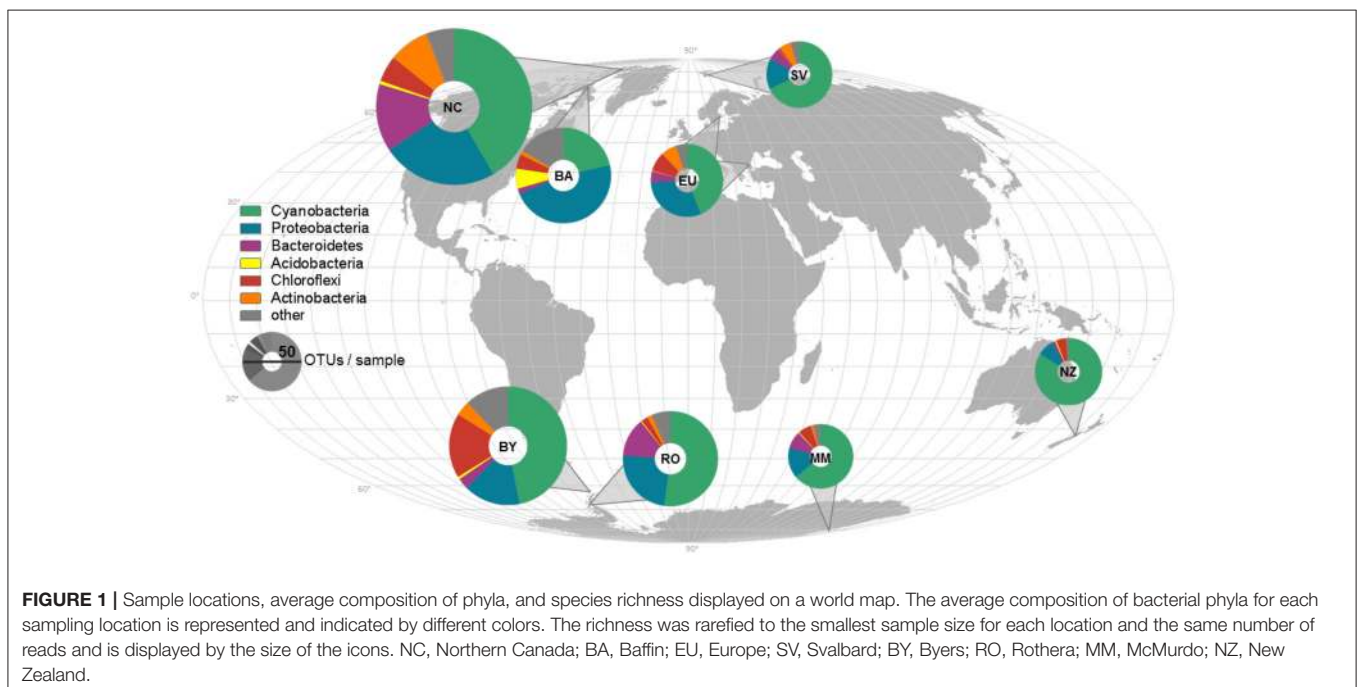 90°
SV
NC
BA
EU
Cyanobacteria
Proteobacteria
Bacteroidetes
Acidobacteria
Chloroflexi
Actinobacteria
other
0°
50
OTUs / sample
NZ
30°
BY
RO
MM
60°
90°
FIGURE 1 | Sample locations, average composition of phyla, and species richness displayed on a world map. The average composition of bacterial phyla for each
sampling location is represented and indicated by different colors. The richness was rarefied to the smallest sample size for each location and the same number of
reads and is displayed by the size of the icons. NC, Northern Canada; BA, Baffin; EU, Europe; SV, Svalbard; BY, Byers; RO, Rothera; MM, McMurdo; NZ, New
Zealand.